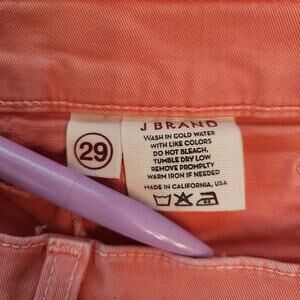 J BRAND
29
WASH IN COLD WATER
WITH LIKE COLORS
DO NOT BLEACH.
TUMBLE DRY LOW
REMOVE PROMPLTY
WARM IRON IF NEEDED
MADE IN CALIFORNIA, USA